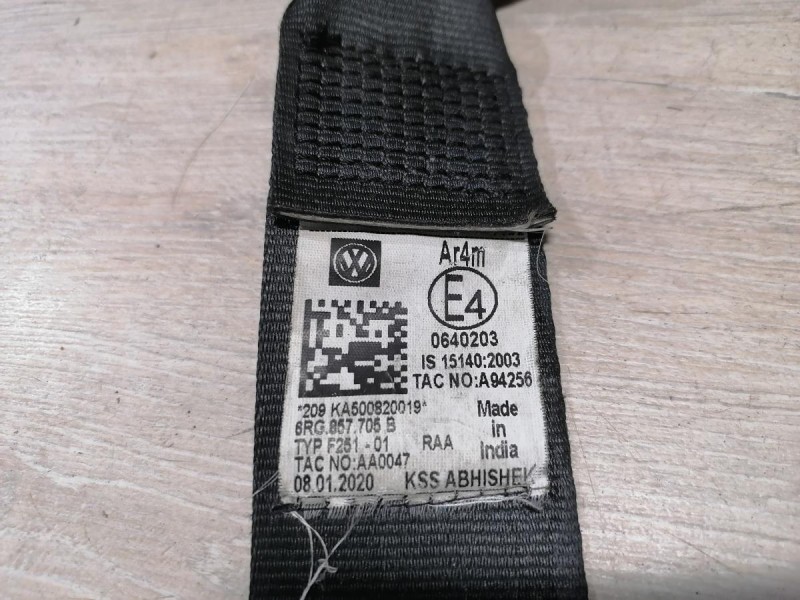 Ar4m
E4
0640203
IS 15140:2003
TAC NO:A94256
*209 KA500820019*
6RG.857.705 B
TYP F251 - 01
RAA
TAC NO:AA0047
08.01.2020
Made
in
India
KSS ABHISHEK